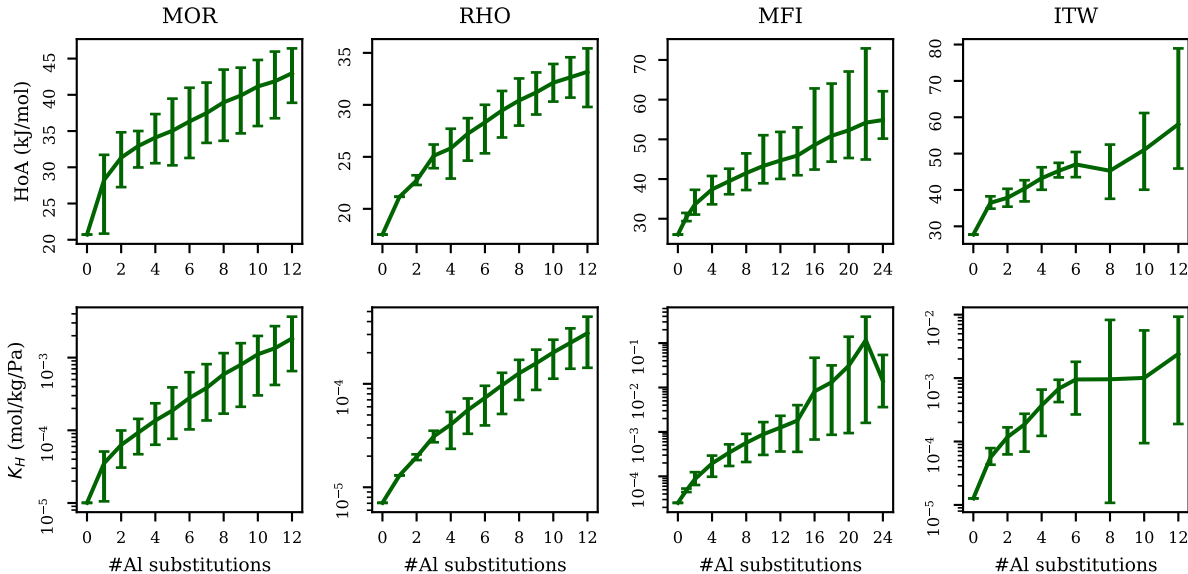 MOR RHO MFI ITW
HoA (kJ/mol)
45 40 35 30 25 20
35 30 25 20
70 60 50 40 30
80 70 60 50 40 30
0 2 4 6 8 10 12
0 2 4 6 8 10 12
0 4 8 12 16 20 24
0 2 4 6 8 10 12
K_H (mol/kg/Pa)
10⁻³ 10⁻⁴ 10⁻⁵
10⁻⁴ 10⁻⁵
10⁻¹ 10⁻² 10⁻³ 10⁻⁴
10⁻² 10⁻³ 10⁻⁴ 10⁻⁵
0 2 4 6 8 10 12
0 2 4 6 8 10 12
0 4 8 12 16 20 24
0 2 4 6 8 10 12
#Al substitutions #Al substitutions #Al substitutions #Al substitutions